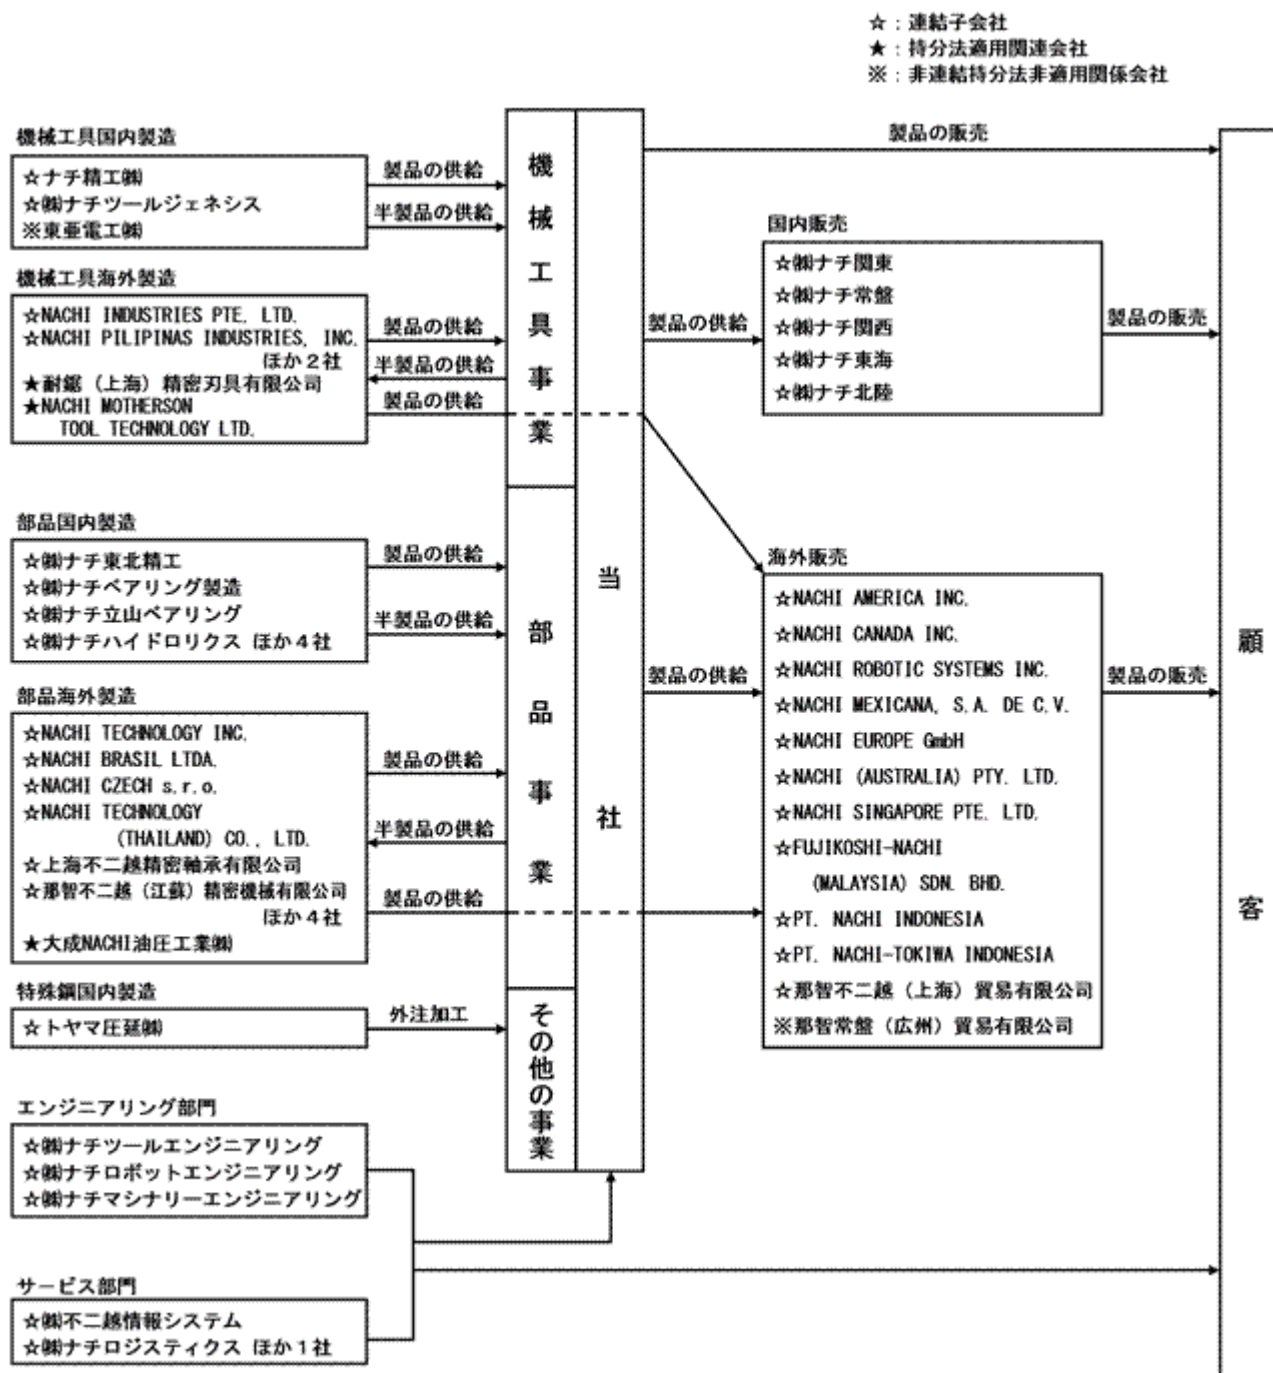 ☆:連結子会社
★:持分法適用関連会社
※:非連結持分法非適用関係会社
機械工具国内製造
☆ナチ精工㈱
☆㈱ナチツールジェネシス
※東亜電工㈱
製品の供給
半製品の供給
機械工具海外製造
☆NACHI INDUSTRIES PTE. LTD.
☆NACHI PILIPINAS INDUSTRIES, INC.
ほか2社
★耐鋸(上海)精密刃具有限公司
★NACHI MOTHERSON
TOOL TECHNOLOGY LTD.
製品の供給
半製品の供給
製品の供給
部品国内製造
☆㈱ナチ東北精工
☆㈱ナチベアリング製造
☆㈱ナチ立山ベアリング
☆㈱ナチハイドロリクス ほか4社
製品の供給
半製品の供給
部品海外製造
☆NACHI TECHNOLOGY INC.
☆NACHI BRASIL LTDA.
☆NACHI CZECH s.r.o.
☆NACHI TECHNOLOGY
(THAILAND) CO., LTD.
☆上海不二越精密軸承有限公司
☆那智不二越(江蘇)精密機械有限公司
ほか4社
★大成NACHI油圧工業㈱
製品の供給
半製品の供給
製品の供給
特殊鋼国内製造
☆トヤマ圧延㈱
外注加工
エンジニアリング部門
☆㈱ナチツールエンジニアリング
☆㈱ナチロボットエンジニアリング
☆㈱ナチマシナリーエンジニアリング
サービス部門
☆㈱不二越情報システム
☆㈱ナチロジスティクス ほか1社
機械工具事業
部品事業
その他の事業
当社
製品の販売
製品の供給
国内販売
☆㈱ナチ関東
☆㈱ナチ常盤
☆㈱ナチ関西
☆㈱ナチ東海
☆㈱ナチ北陸
製品の販売
製品の供給
海外販売
☆NACHI AMERICA INC.
☆NACHI CANADA INC.
☆NACHI ROBOTIC SYSTEMS INC.
☆NACHI MEXICANA, S.A. DE C.V.
☆NACHI EUROPE GmbH
☆NACHI (AUSTRALIA) PTY. LTD.
☆NACHI SINGAPORE PTE. LTD.
☆FUJIKOSHI-NACHI
(MALAYSIA) SDN. BHD.
☆PT. NACHI INDONESIA
☆PT. NACHI-TOKIWA INDONESIA
☆那智不二越(上海)貿易有限公司
※那智常盤(広州)貿易有限公司
製品の販売
顧客